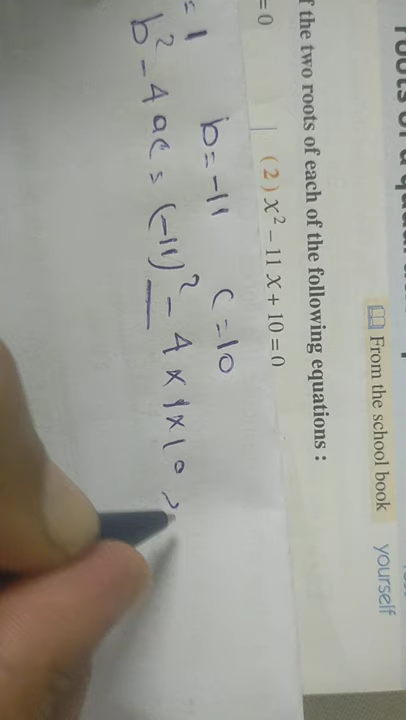 roots of a
From the school book yourself
f the two roots of each of the following equations :
= 0 | (2) x² − 11 x + 10 = 0
= 1 b = -11 c = 10
b² - 4ac = (-11)² - 4 × 1 × 10